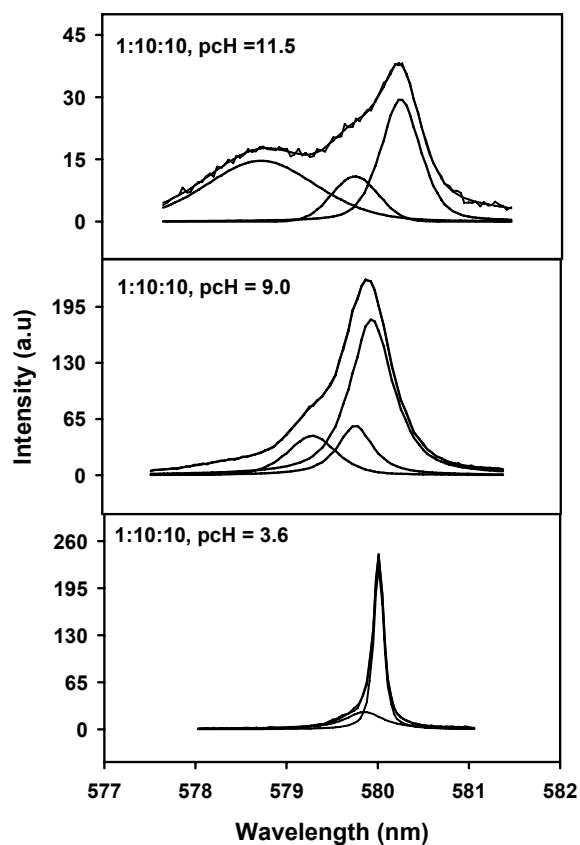 1:10:10, pcH =11.5
45
30
15
0
1:10:10, pcH = 9.0
195
130
65
0
Intensity (a.u)
1:10:10, pcH = 3.6
260
195
130
65
0
577 578 579 580 581 582
Wavelength (nm)